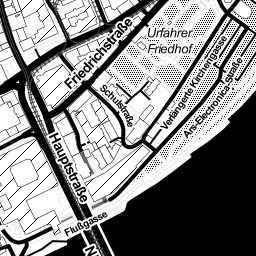 Urfahrer
Friedhof
Friedrichstraße
Schulstraße
Verlängerte Kirchengasse
Ars-Electronica-Straße
Hauptstraße
Flußgasse